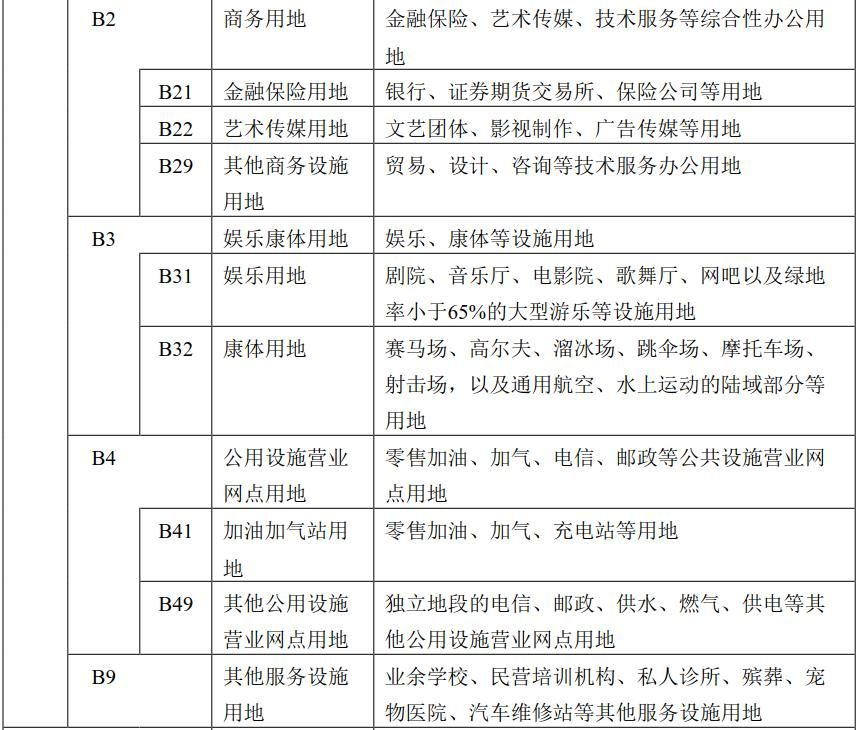 B2 商务用地 金融保险、艺术传媒、技术服务等综合性办公用
地
B21 金融保险用地 银行、证券期货交易所、保险公司等用地
B22 艺术传媒用地 文艺团体、影视制作、广告传媒等用地
B29 其他商务设施 贸易、设计、咨询等技术服务办公用地
用地
B3 娱乐康体用地 娱乐、康体等设施用地
B31 娱乐用地 剧院、音乐厅、电影院、歌舞厅、网吧以及绿地
率小于65%的大型游乐等设施用地
B32 康体用地 赛马场、高尔夫、溜冰场、跳伞场、摩托车场、
射击场，以及通用航空、水上运动的陆域部分等
用地
B4 公用设施营业 零售加油、加气、电信、邮政等公共设施营业网
网点用地 点用地
B41 加油加气站用 零售加油、加气、充电站等用地
地
B49 其他公用设施 独立地段的电信、邮政、供水、燃气、供电等其
营业网点用地 他公用设施营业网点用地
B9 其他服务设施 业余学校、民营培训机构、私人诊所、殡葬、宠
用地 物医院、汽车维修站等其他服务设施用地